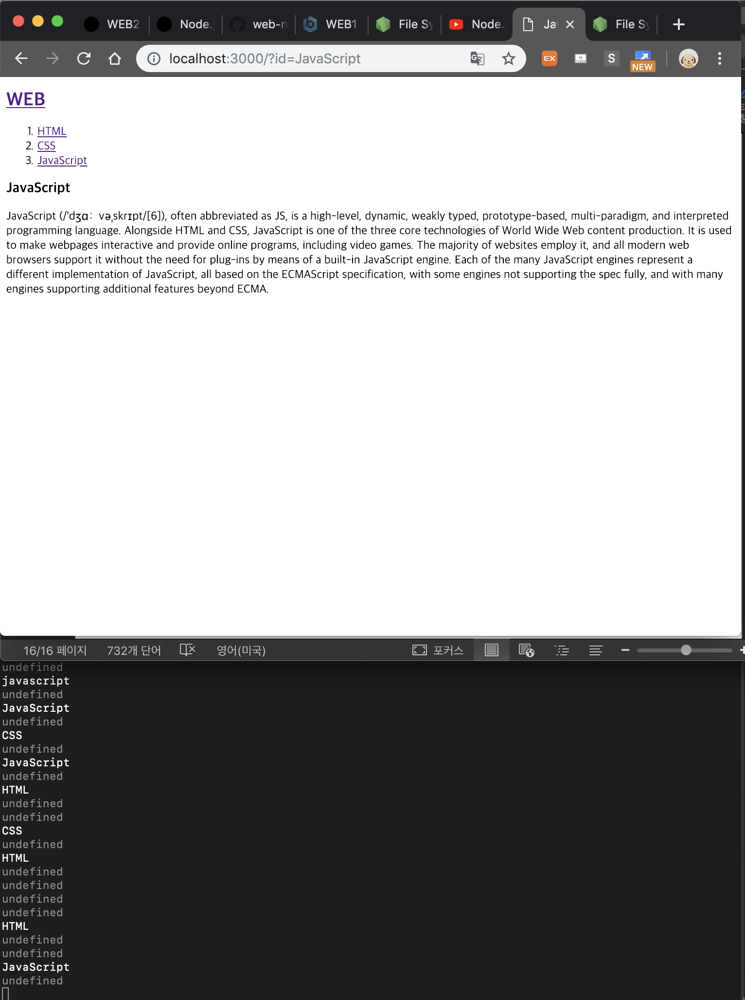 WEB2
Node.j
web-n
WEB1
File Sy
Node.
Ja
File Sy
localhost:3000/?id=JavaScript
EX
N
S
NEW
WEB
1. HTML
2. CSS
3. JavaScript
JavaScript
JavaScript (/ˈdʒɑːvəˌskrɪpt/[6]), often abbreviated as JS, is a high-level, dynamic, weakly typed, prototype-based, multi-paradigm, and interpreted
programming language. Alongside HTML and CSS, JavaScript is one of the three core technologies of World Wide Web content production. It is used
to make webpages interactive and provide online programs, including video games. The majority of websites employ it, and all modern web
browsers support it without the need for plug-ins by means of a built-in JavaScript engine. Each of the many JavaScript engines represent a
different implementation of JavaScript, all based on the ECMAScript specification, with some engines not supporting the spec fully, and with many
engines supporting additional features beyond ECMA.
16/16 페이지 732개 단어 영어(미국) 포커스
undefined
javascript
undefined
JavaScript
undefined
CSS
undefined
JavaScript
undefined
HTML
undefined
undefined
CSS
undefined
HTML
undefined
undefined
undefined
undefined
HTML
undefined
undefined
JavaScript
undefined